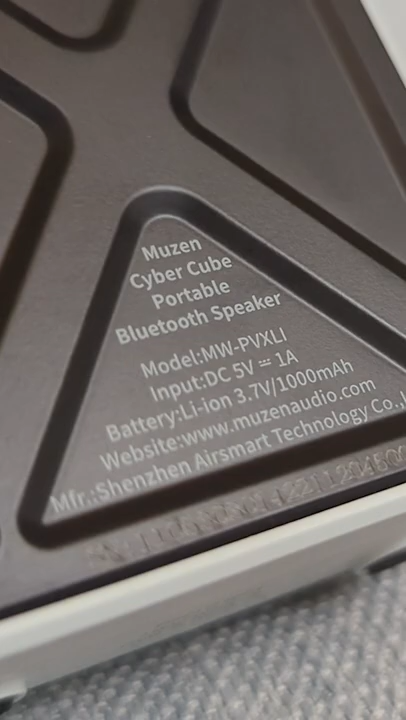 Muzen
Cyber Cube
Portable
Bluetooth Speaker
Model:MW-PVXLI
Input:DC 5V ⎓ 1A
Battery:Li-ion 3.7V/1000mAh
Website:www.muzenaudio.com
Mfr.:Shenzhen Airsmart Technology Co.,